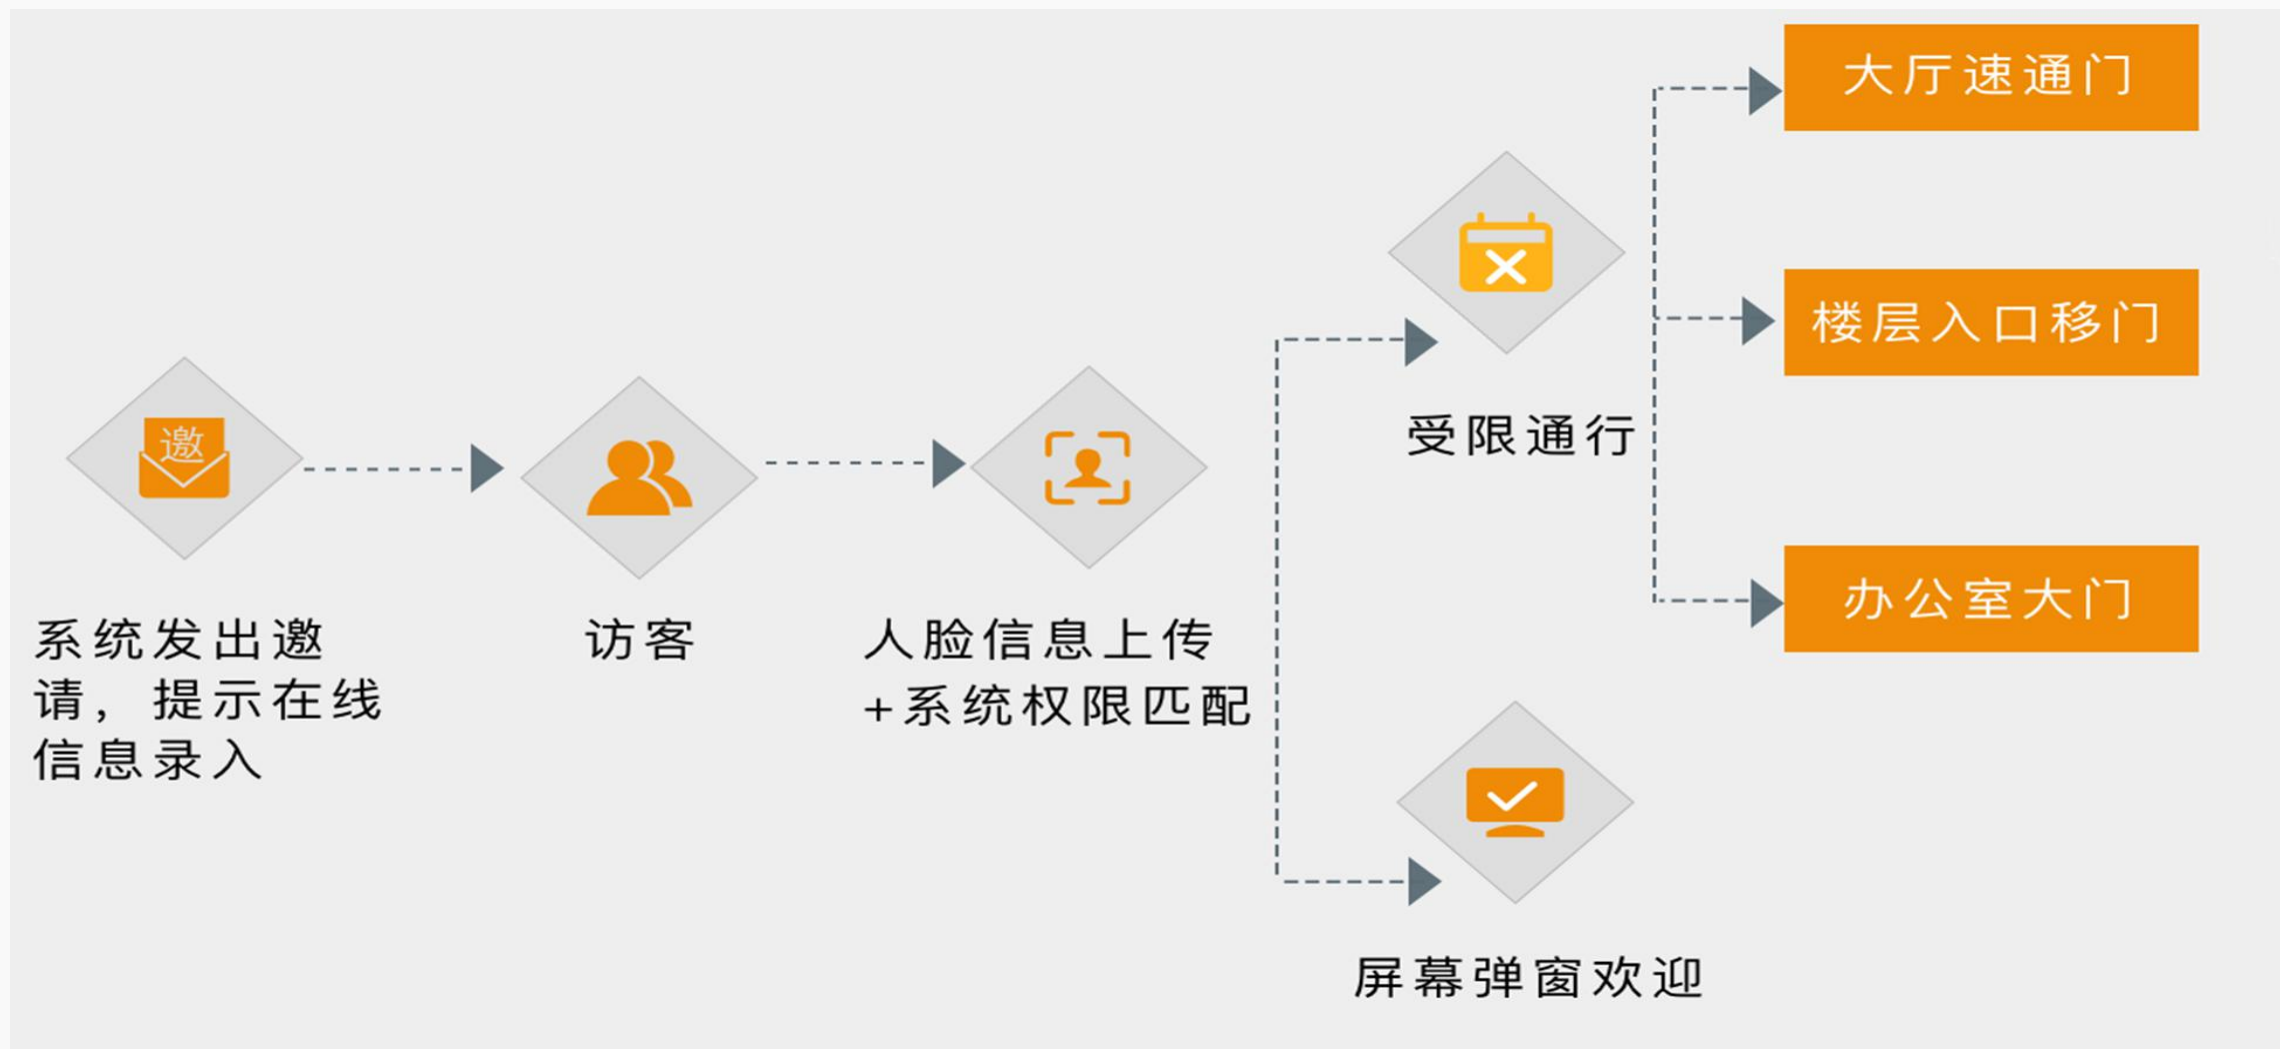 大厅速通门
楼层入口移门
受限通行
邀
办公室大门
系统发出邀
请，提示在线
信息录入
访客
人脸信息上传
+系统权限匹配
屏幕弹窗欢迎